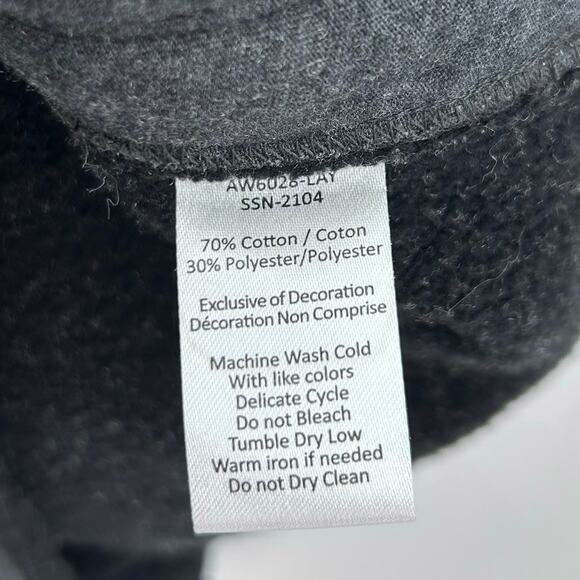 AW6028-LAY
SSN-2104
70% Cotton / Coton
30% Polyester/Polyester
Exclusive of Decoration
Décoration Non Comprise
Machine Wash Cold
With like colors
Delicate Cycle
Do not Bleach
Tumble Dry Low
Warm iron if needed
Do not Dry Clean